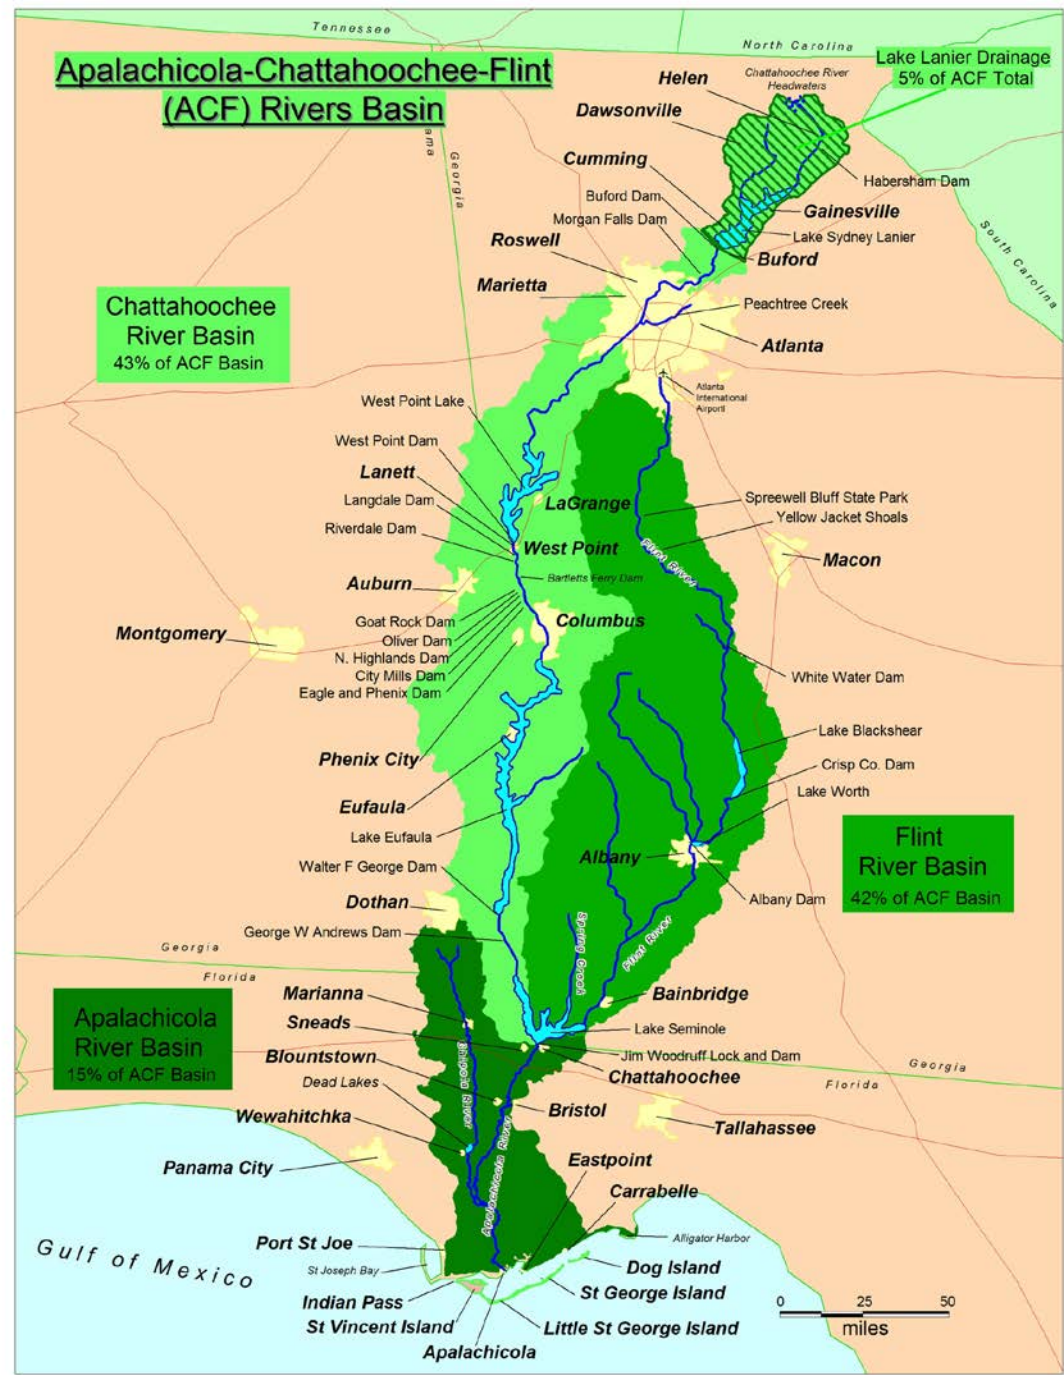 Tennessee
North Carolina
Apalachicola-Chattahoochee-Flint
(ACF) Rivers Basin
Lake Lanier Drainage
5% of ACF Total
Helen
Chattahoochee River
Headwaters
Dawsonville
ama
Georgia
Cumming
Habersham Dam
Buford Dam
Gainesville
Morgan Falls Dam
Lake Sydney Lanier
Roswell
Buford
South Carolina
Marietta
Chattahoochee
River Basin
43% of ACF Basin
Peachtree Creek
Atlanta
Atlanta
International
Airport
West Point Lake
West Point Dam
Lanett
Langdale Dam
LaGrange
Spreewell Bluff State Park
Riverdale Dam
Yellow Jacket Shoals
West Point
Flint River
Macon
Auburn
Bartletts Ferry Dam
Goat Rock Dam
Columbus
Montgomery
Oliver Dam
N. Highlands Dam
City Mills Dam
White Water Dam
Eagle and Phenix Dam
Lake Blackshear
Phenix City
Crisp Co. Dam
Lake Worth
Eufaula
Lake Eufaula
Flint
River Basin
42% of ACF Basin
Albany
Walter F George Dam
Albany Dam
Dothan
George W Andrews Dam
Spring Creek
Flint River
Georgia
Florida
Marianna
Bainbridge
Apalachicola
River Basin
15% of ACF Basin
Sneads
Lake Seminole
Blountstown
Jim Woodruff Lock and Dam
Georgia
Chattahoochee
Florida
Dead Lakes
Chipola River
Wewahitchka
Bristol
Tallahassee
Panama City
Apalachicola River
Eastpoint
Carrabelle
Gulf of Mexico
Port St Joe
Alligator Harbor
St Joseph Bay
Dog Island
Indian Pass
St George Island
St Vincent Island
Little St George Island
Apalachicola
0 25 50
miles